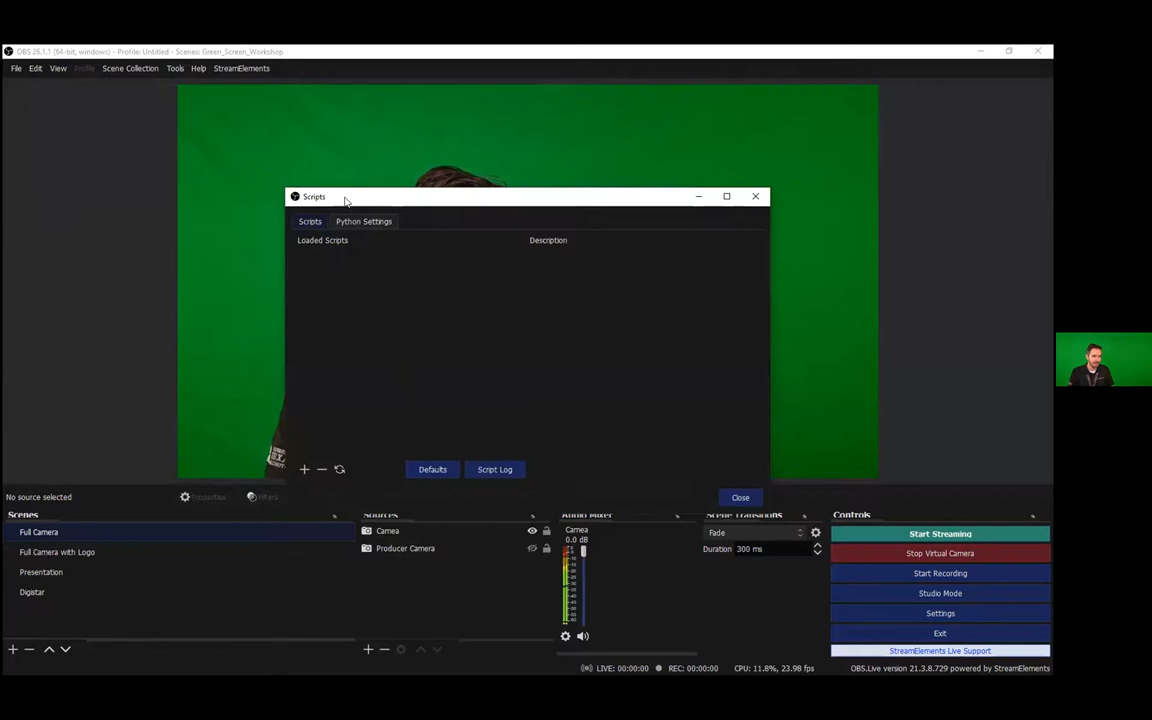 OBS 26.1.1 (64-bit, windows) - Profile: Untitled - Scenes: Green_Screen_Workshop
File Edit View Profile Scene Collection Tools Help StreamElements
Scripts
Scripts Python Settings
Loaded Scripts Description
Defaults Script Log
Close
No source selected Properties Filters
Scenes Sources Audio Mixer Scene Transitions Controls
Full Camera
Full Camera with Logo
Presentation
Digistar
Camea
Producer Camera
Camea
0.0 dB
Fade
Duration 300 ms
Start Streaming
Stop Virtual Camera
Start Recording
Studio Mode
Settings
Exit
StreamElements Live Support
LIVE: 00:00:00 REC: 00:00:00 CPU: 11.8%, 23.98 fps OBS.Live version 21.3.8.729 powered by StreamElements